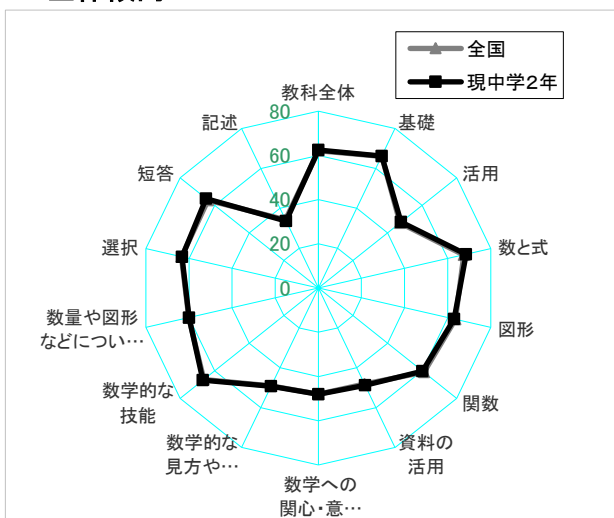 全国
現中学2年
教科全体
基礎
活用
数と式
図形
関数
資料の
活用
数学への
関心・意…
数学的な
見方や…
数学的な
技能
数量や図形
などについ…
選択
短答
記述
80
60
40
20
0